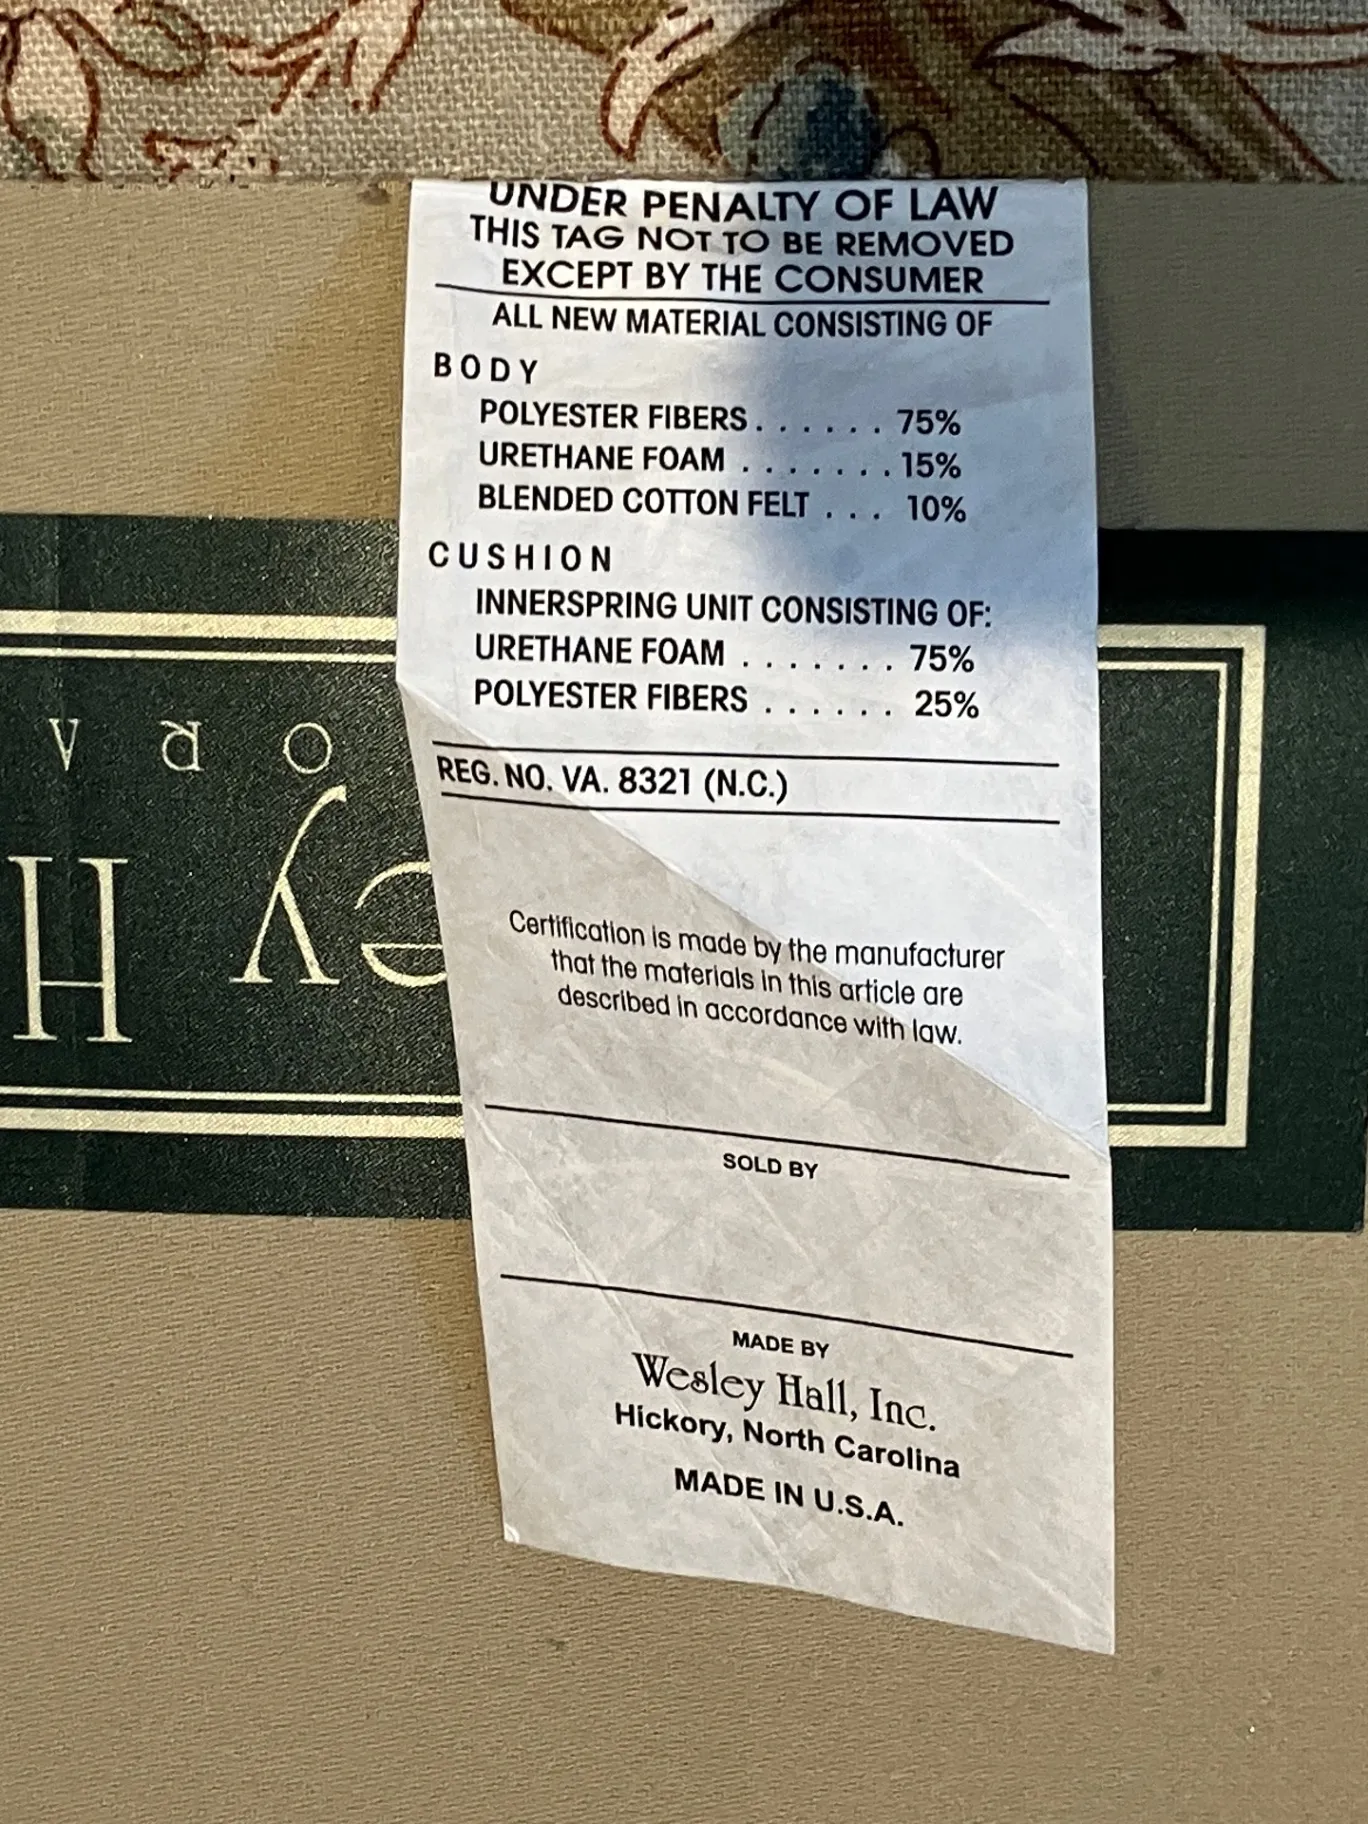 UNDER PENALTY OF LAW
THIS TAG NOT TO BE REMOVED
EXCEPT BY THE CONSUMER
ALL NEW MATERIAL CONSISTING OF
BODY
POLYESTER FIBERS . . . . . . 75%
URETHANE FOAM . . . . . . . 15%
BLENDED COTTON FELT . . . 10%
CUSHION
INNERSPRING UNIT CONSISTING OF:
URETHANE FOAM . . . . . . . 75%
POLYESTER FIBERS . . . . . . 25%
REG. NO. VA. 8321 (N.C.)
Certification is made by the manufacturer
that the materials in this article are
described in accordance with law.
SOLD BY
MADE BY
Wesley Hall, Inc.
Hickory, North Carolina
MADE IN U.S.A.
ey H